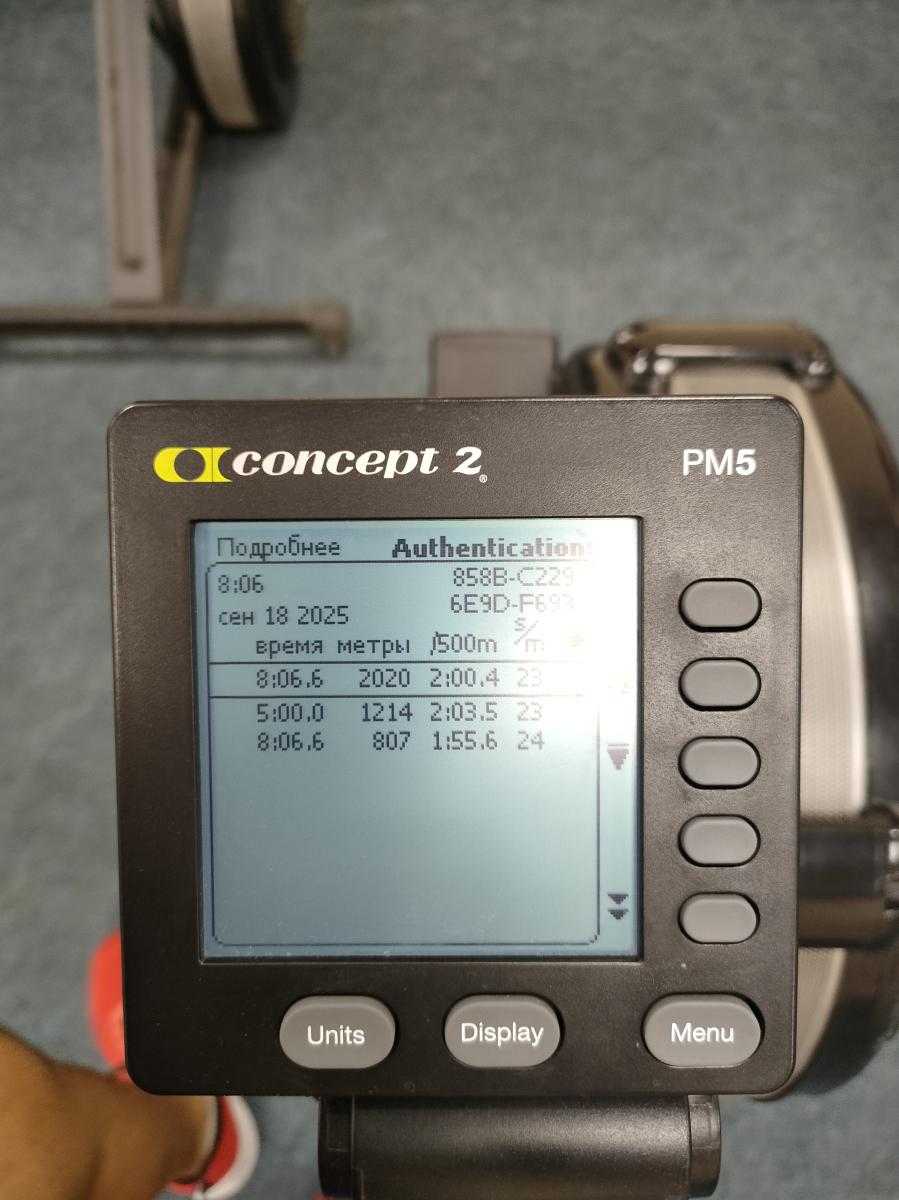 concept 2® PM5
Подробнее Authentication:
8:06 858B-C229
сен 18 2025 6E9D-F693
время метры /500m s/m
8:06.6 2020 2:00.4 23
5:00.0 1214 2:03.5 23
8:06.6 807 1:55.6 24
Units Display Menu